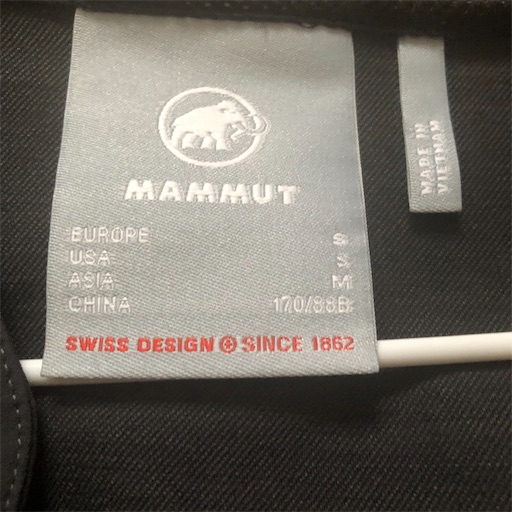 MAMMUT
EUROPE S
USA S
ASIA M
CHINA 170/88B
SWISS DESIGN SINCE 1862
MADE IN
VIETNAM